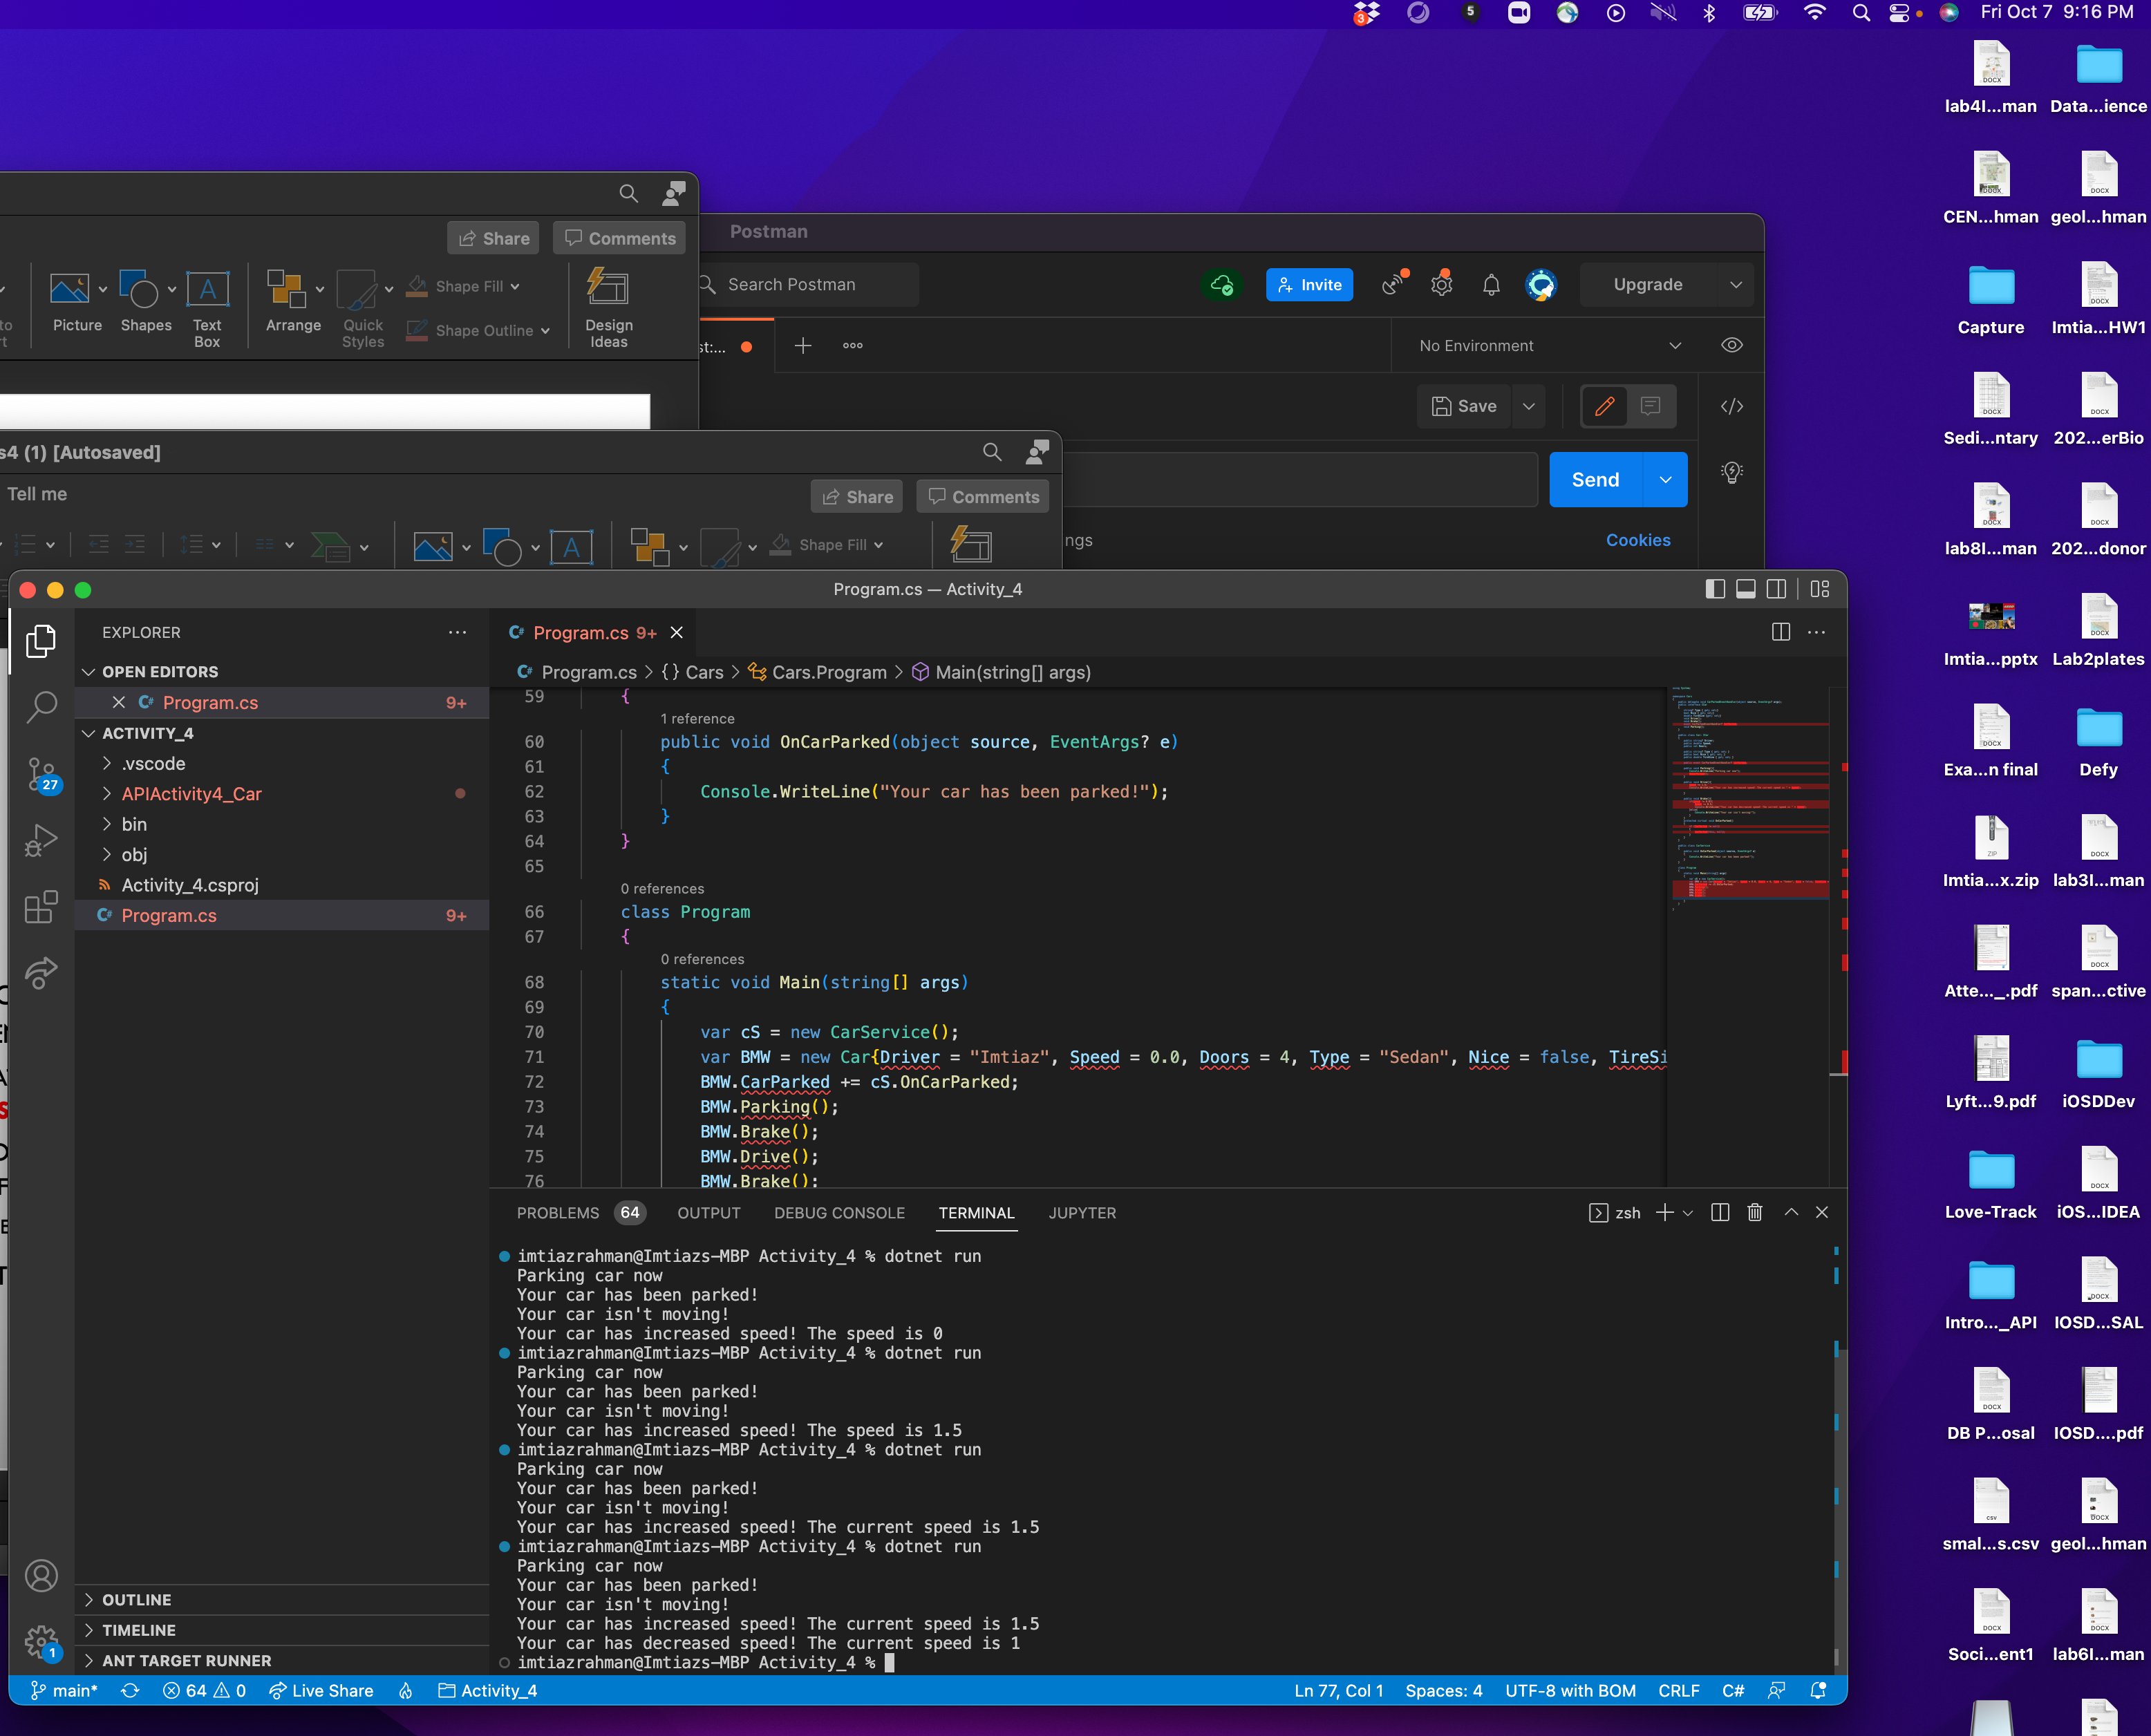 3
5
Fri Oct 7 9:16 PM
lab4I...man
Data...ience
CEN...hman
geol...hman
Capture
Imtia...HW1
Sedi...ntary
202...erBio
lab8I...man
202...donor
Imtia...pptx
Lab2plates
Exa...n final
Defy
Imtia...x.zip
lab3I...man
Atte..._.pdf
span...ctive
Lyft...9.pdf
iOSDDev
Love-Track
iOS...IDEA
Intro..._API
IOSD...SAL
DB P...osal
IOSD....pdf
smal...s.csv
geol...hman
Soci...ent1
lab6I...man
Share
Comments
Picture
Shapes
Text Box
Arrange
Quick Styles
Shape Fill
Shape Outline
Design Ideas
Postman
Search Postman
Invite
Upgrade
st:...
No Environment
Save
Send
ngs
Cookies
s4 (1) [Autosaved]
Tell me
Share
Comments
Shape Fill
Program.cs — Activity_4
EXPLORER
OPEN EDITORS
Program.cs 9+
ACTIVITY_4
.vscode
APIActivity4_Car
bin
obj
Activity_4.csproj
Program.cs 9+
27
1
OUTLINE
TIMELINE
ANT TARGET RUNNER
Program.cs 9+
Program.cs > {} Cars > Cars.Program > Main(string[] args)
59 {
1 reference
60 public void OnCarParked(object source, EventArgs? e)
61 {
62 Console.WriteLine("Your car has been parked!");
63 }
64 }
65
0 references
66 class Program
67 {
0 references
68 static void Main(string[] args)
69 {
70 var cS = new CarService();
71 var BMW = new Car{Driver = "Imtiaz", Speed = 0.0, Doors = 4, Type = "Sedan", Nice = false, TireSi
72 BMW.CarParked += cS.OnCarParked;
73 BMW.Parking();
74 BMW.Brake();
75 BMW.Drive();
76 BMW.Brake();
PROBLEMS 64 OUTPUT DEBUG CONSOLE TERMINAL JUPYTER
zsh
imtiazrahman@Imtiazs-MBP Activity_4 % dotnet run
Parking car now
Your car has been parked!
Your car isn't moving!
Your car has increased speed! The speed is 0
imtiazrahman@Imtiazs-MBP Activity_4 % dotnet run
Parking car now
Your car has been parked!
Your car isn't moving!
Your car has increased speed! The speed is 1.5
imtiazrahman@Imtiazs-MBP Activity_4 % dotnet run
Parking car now
Your car has been parked!
Your car isn't moving!
Your car has increased speed! The current speed is 1.5
imtiazrahman@Imtiazs-MBP Activity_4 % dotnet run
Parking car now
Your car has been parked!
Your car isn't moving!
Your car has increased speed! The current speed is 1.5
Your car has decreased speed! The current speed is 1
imtiazrahman@Imtiazs-MBP Activity_4 %
main* 64 0 Live Share Activity_4
Ln 77, Col 1 Spaces: 4 UTF-8 with BOM CRLF C#